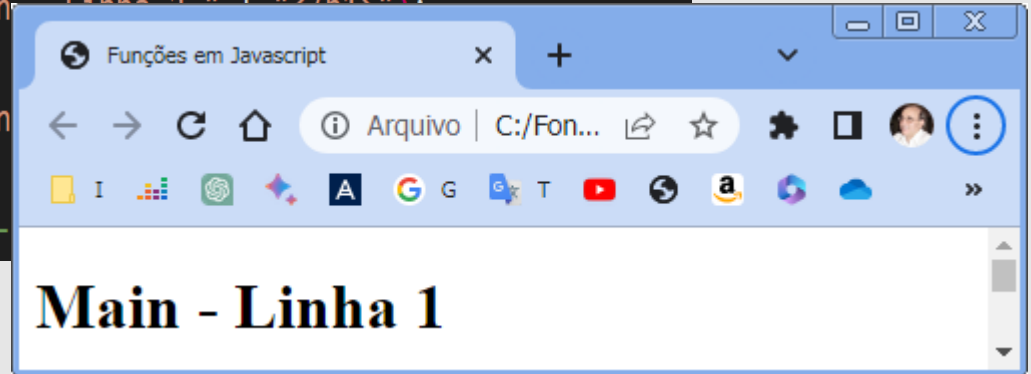 Funções em Javascript
Arquivo | C:/Fon...
I A G G T a
Main - Linha 1